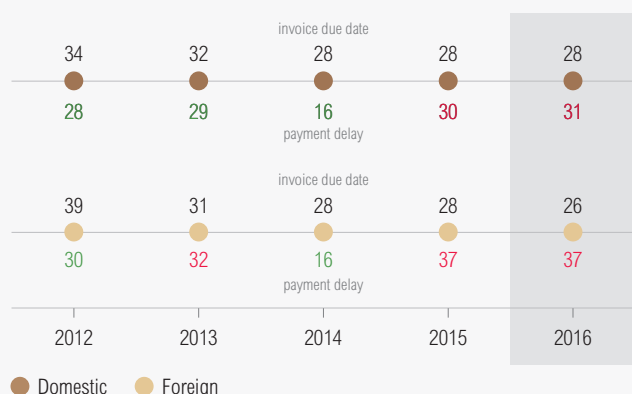 invoice due date
34 32 28 28 28
28 29 16 30 31
payment delay
invoice due date
39 31 28 28 26
30 32 16 37 37
payment delay
2012 2013 2014 2015 2016
Domestic Foreign